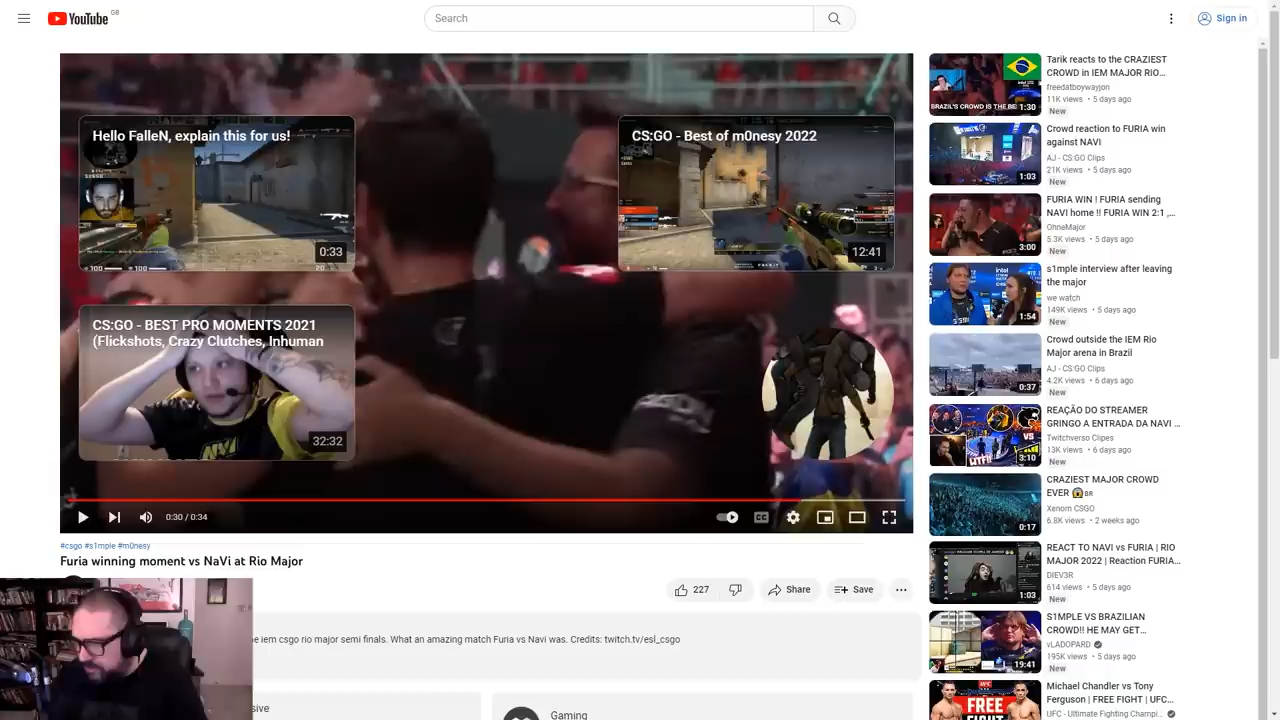 YouTube GB
Search
Sign in
Hello FalleN, explain this for us!
0:33
CS:GO - Best of m0nesy 2022
12:41
CS:GO - BEST PRO MOMENTS 2021
(Flickshots, Crazy Clutches, Inhuman
32:32
0:30 / 0:34
#csgo #s1mple #m0nesy
Furia winning moment vs NaVi at Rio Major
227
Share
Save
iem csgo rio major semi finals. What an amazing match Furia vs Navi was. Credits: twitch.tv/esl_csgo
Gaming
BRAZIL'S CROWD IS THE
1:30
Tarik reacts to the CRAZIEST
CROWD in IEM MAJOR RIO...
freedatboywayjon
11K views • 5 days ago
New
1:03
Crowd reaction to FURIA win
against NAVI
AJ - CS:GO Clips
21K views • 5 days ago
New
3:00
FURIA WIN ! FURIA sending
NAVI home !! FURIA WIN 2:1 ,...
OhneMajor
5.3K views • 5 days ago
New
1:54
s1mple interview after leaving
the major
we watch
149K views • 5 days ago
New
0:37
Crowd outside the IEM Rio
Major arena in Brazil
AJ - CS:GO Clips
4.2K views • 6 days ago
New
VS
3:10
REAÇÃO DO STREAMER
GRINGO A ENTRADA DA NAVI ...
Twitchverso Clipes
13K views • 6 days ago
New
0:17
CRAZIEST MAJOR CROWD
EVER 😱BR
Xenom CSGO
6.8K views • 2 weeks ago
1:03
REACT TO NAVI vs FURIA | RIO
MAJOR 2022 | Reaction FURIA...
DIEV3R
614 views • 5 days ago
New
19:41
S1MPLE VS BRAZILIAN
CROWD!! HE MAY GET...
vLADOPARD
195K views • 5 days ago
New
FREE
FIGHT
Michael Chandler vs Tony
Ferguson | FREE FIGHT | UFC...
UFC - Ultimate Fighting Champi...